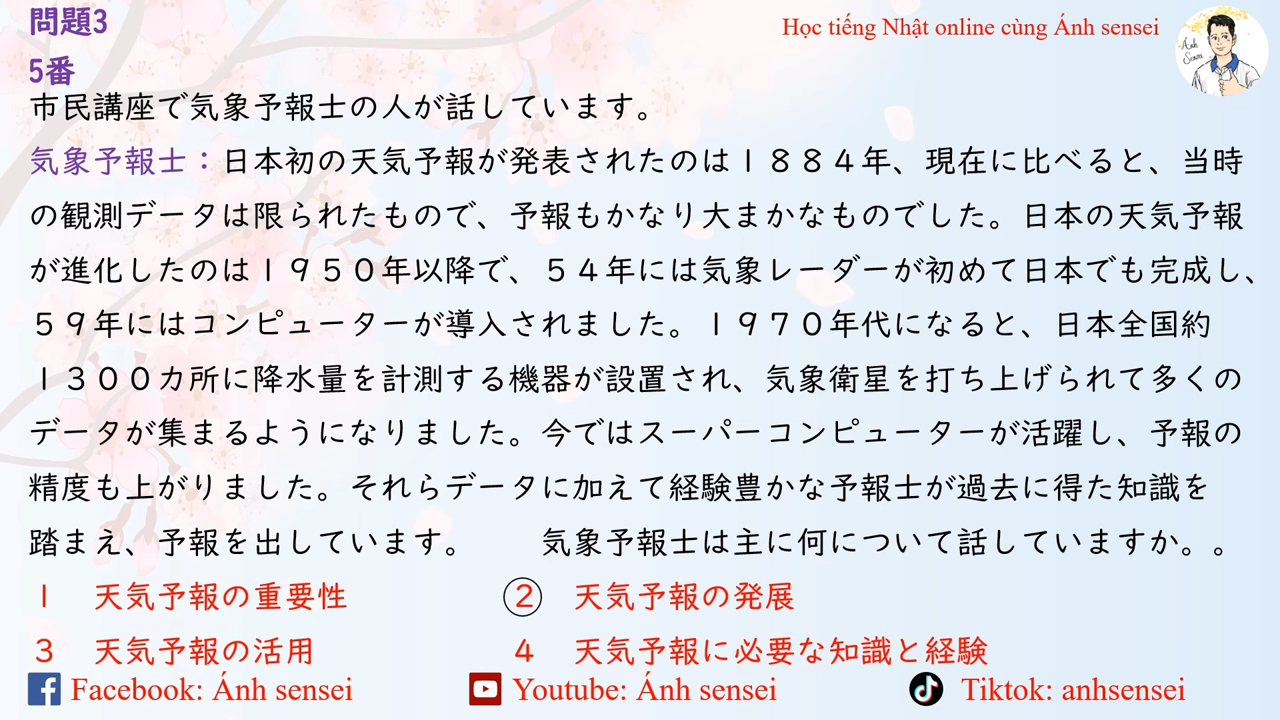 問題3
Học tiếng Nhật online cùng Ánh sensei
Anh Sensei
5番
市民講座で気象予報士の人が話しています。
気象予報士：日本初の天気予報が発表されたのは１８８４年、現在に比べると、当時
の観測データは限られたもので、予報もかなり大まかなものでした。日本の天気予報
が進化したのは１９５０年以降で、５４年には気象レーダーが初めて日本でも完成し、
５９年にはコンピューターが導入されました。１９７０年代になると、日本全国約
１３００カ所に降水量を計測する機器が設置され、気象衛星を打ち上げられて多くの
データが集まるようになりました。今ではスーパーコンピューターが活躍し、予報の
精度も上がりました。それらデータに加えて経験豊かな予報士が過去に得た知識を
踏まえ、予報を出しています。　　気象予報士は主に何について話していますか。。
１　天気予報の重要性　　②　天気予報の発展
３　天気予報の活用　　４　天気予報に必要な知識と経験
Facebook: Ánh sensei　Youtube: Ánh sensei　Tiktok: anhsensei